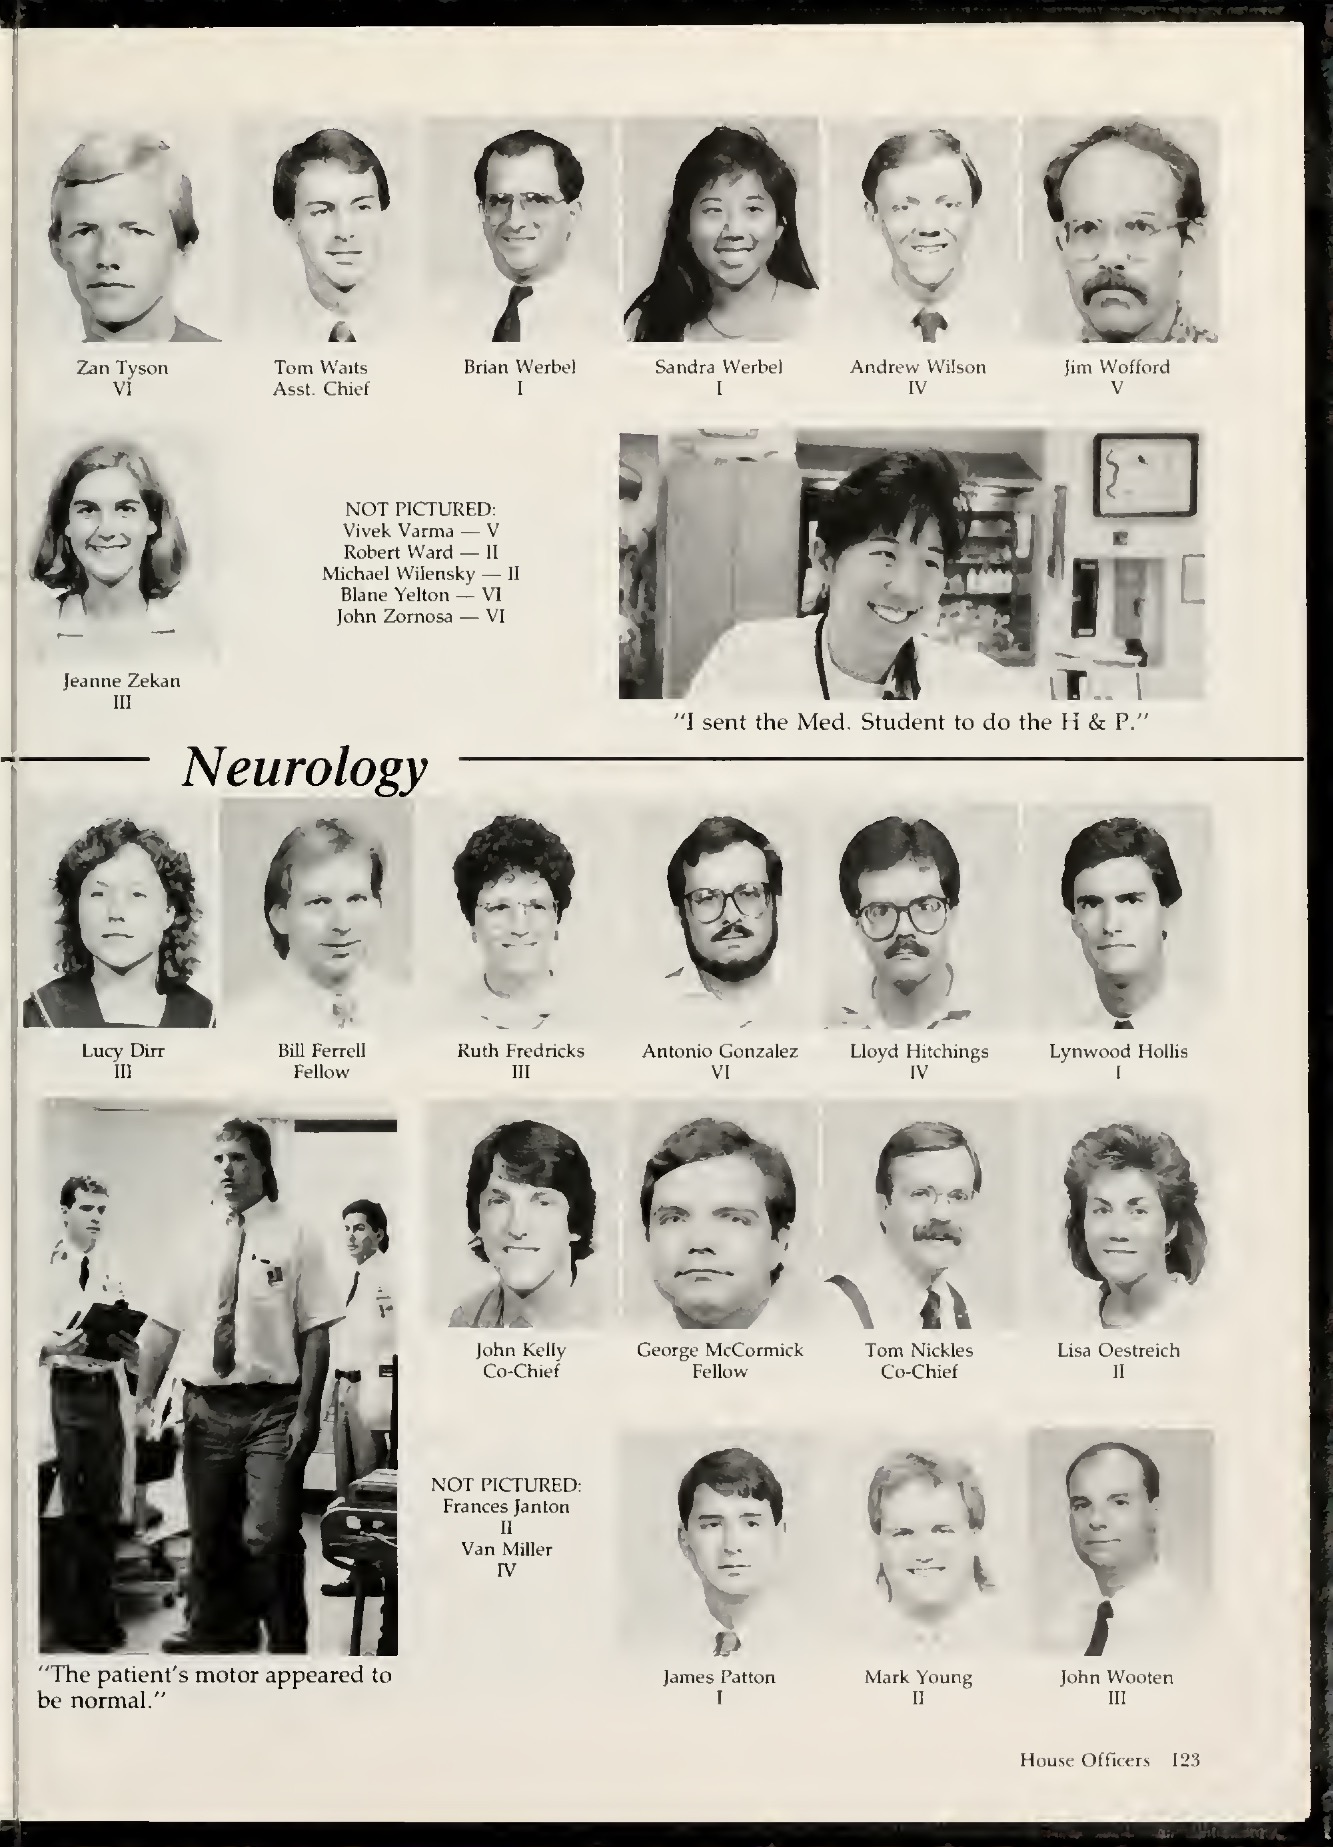 Zan Tyson
VI
Tom Waits
Asst. Chief
Brian Werbel
I
Sandra Werbel
I
Andrew Wilson
IV
Jim Wofford
V
Jeanne Zekan
III
NOT PICTURED:
Vivek Varma — V
Robert Ward — II
Michael Wilensky — II
Blane Yelton — VI
John Zornosa — VI
"I sent the Med. Student to do the H & P."
Neurology
Lucy Dirr
III
Bill Ferrell
Fellow
Ruth Fredricks
III
Antonio Gonzalez
VI
Lloyd Hitchings
IV
Lynwood Hollis
I
John Kelly
Co-Chief
George McCormick
Fellow
Tom Nickles
Co-Chief
Lisa Oestreich
II
"The patient's motor appeared to
be normal."
NOT PICTURED:
Frances Janton
II
Van Miller
IV
James Patton
I
Mark Young
II
John Wooten
III
House Officers 123